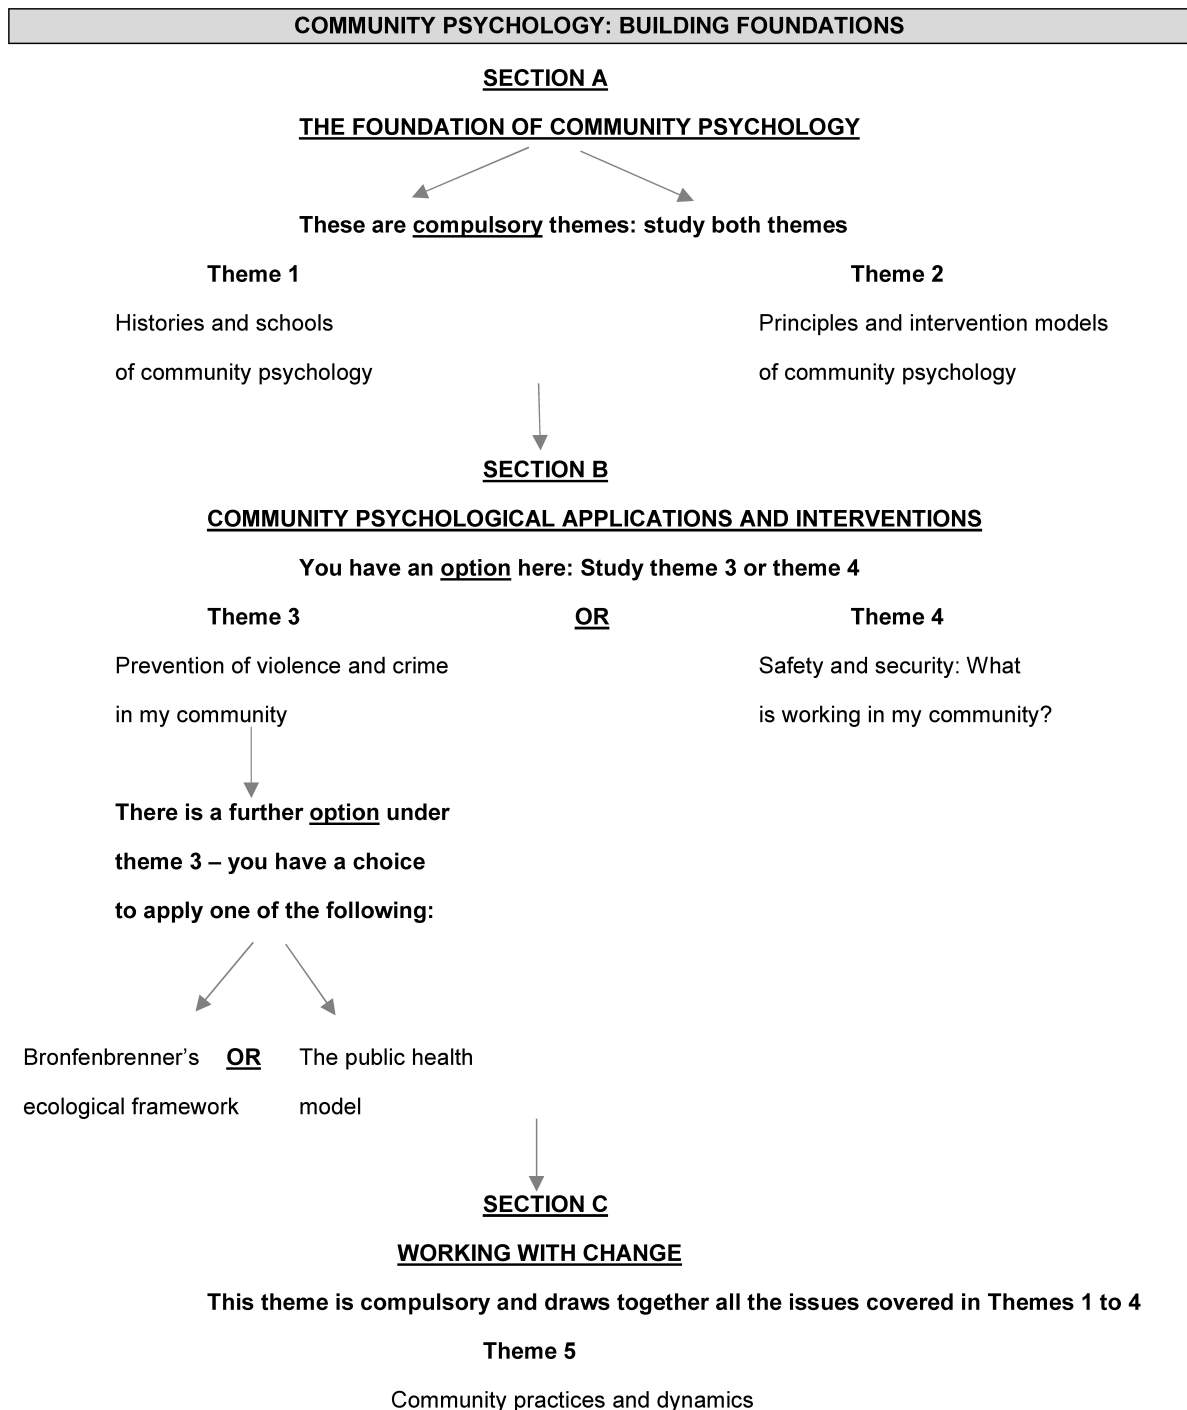 COMMUNITY PSYCHOLOGY: BUILDING FOUNDATIONS
SECTION A
THE FOUNDATION OF COMMUNITY PSYCHOLOGY
These are compulsory themes: study both themes
Theme 1 Theme 2
Histories and schools Principles and intervention models
of community psychology of community psychology
SECTION B
COMMUNITY PSYCHOLOGICAL APPLICATIONS AND INTERVENTIONS
You have an option here: Study theme 3 or theme 4
Theme 3 OR Theme 4
Prevention of violence and crime Safety and security: What
in my community is working in my community?
There is a further option under
theme 3 – you have a choice
to apply one of the following:
Bronfenbrenner’s OR The public health
ecological framework model
SECTION C
WORKING WITH CHANGE
This theme is compulsory and draws together all the issues covered in Themes 1 to 4
Theme 5
Community practices and dynamics